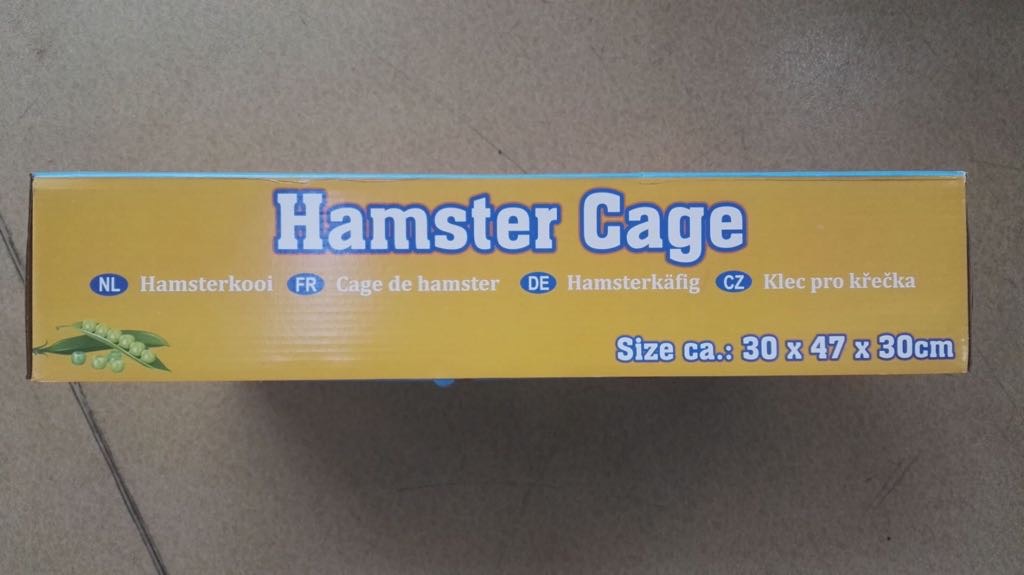 Hamster Cage
NL Hamsterkooi FR Cage de hamster DE Hamsterkäfig CZ Klec pro křečka
Size ca.: 30 x 47 x 30cm